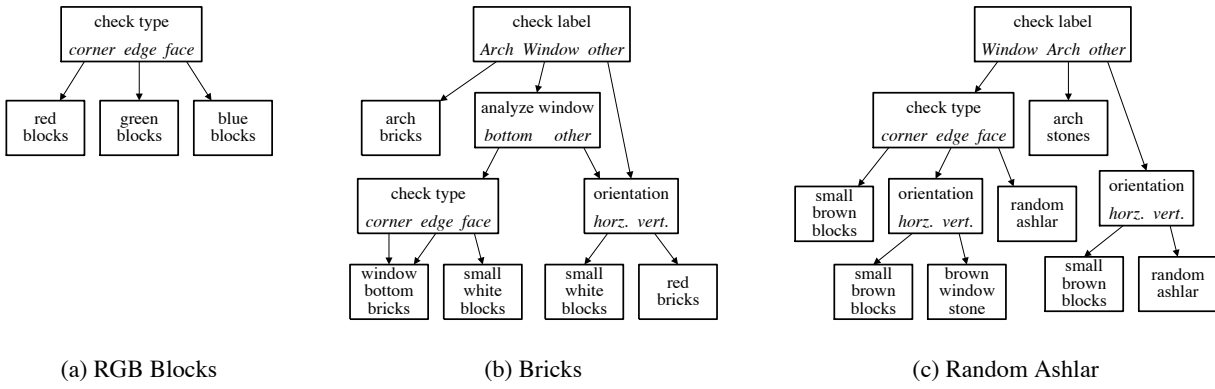 check type
corner edge face
red
blocks
green
blocks
blue
blocks
(a) RGB Blocks
check label
Arch Window other
arch
bricks
analyze window
bottom other
check type
corner edge face
orientation
horz. vert.
window
bottom
bricks
small
white
blocks
small
white
blocks
red
bricks
(b) Bricks
check label
Window Arch other
check type
corner edge face
arch
stones
small
brown
blocks
orientation
horz. vert.
random
ashlar
orientation
horz. vert.
small
brown
blocks
brown
window
stone
small
brown
blocks
random
ashlar
(c) Random Ashlar